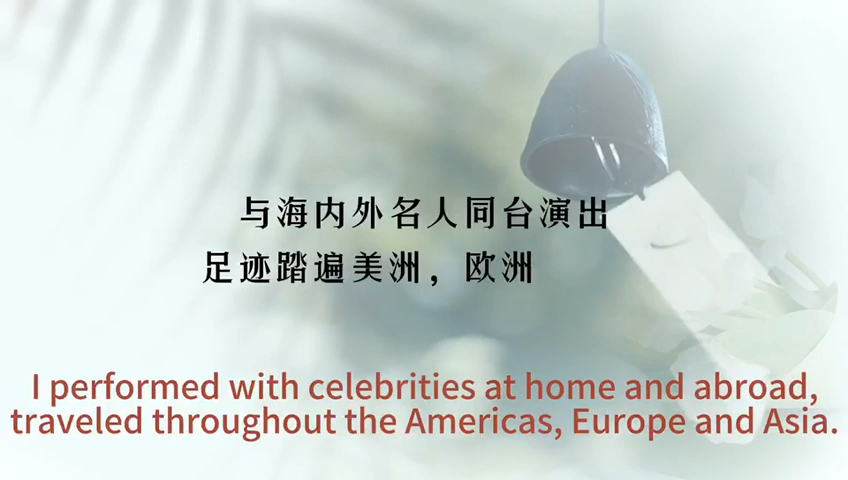 与海内外名人同台演出
足迹踏遍美洲，欧洲
I performed with celebrities at home and abroad,
traveled throughout the Americas, Europe and Asia.